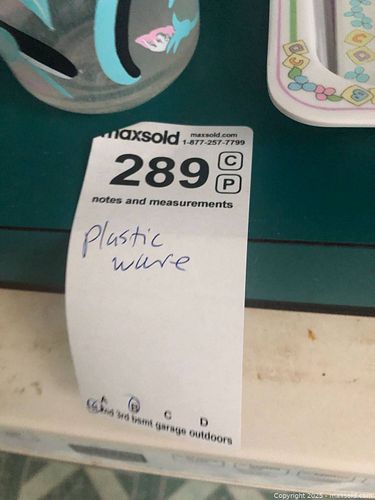 maxsold maxsold.com
1-877-257-7799
289 C
P
notes and measurements
plastic
ware
A B C D
2nd 3rd bsmt garage outdoors
Copyright 2025 - maxsold.com